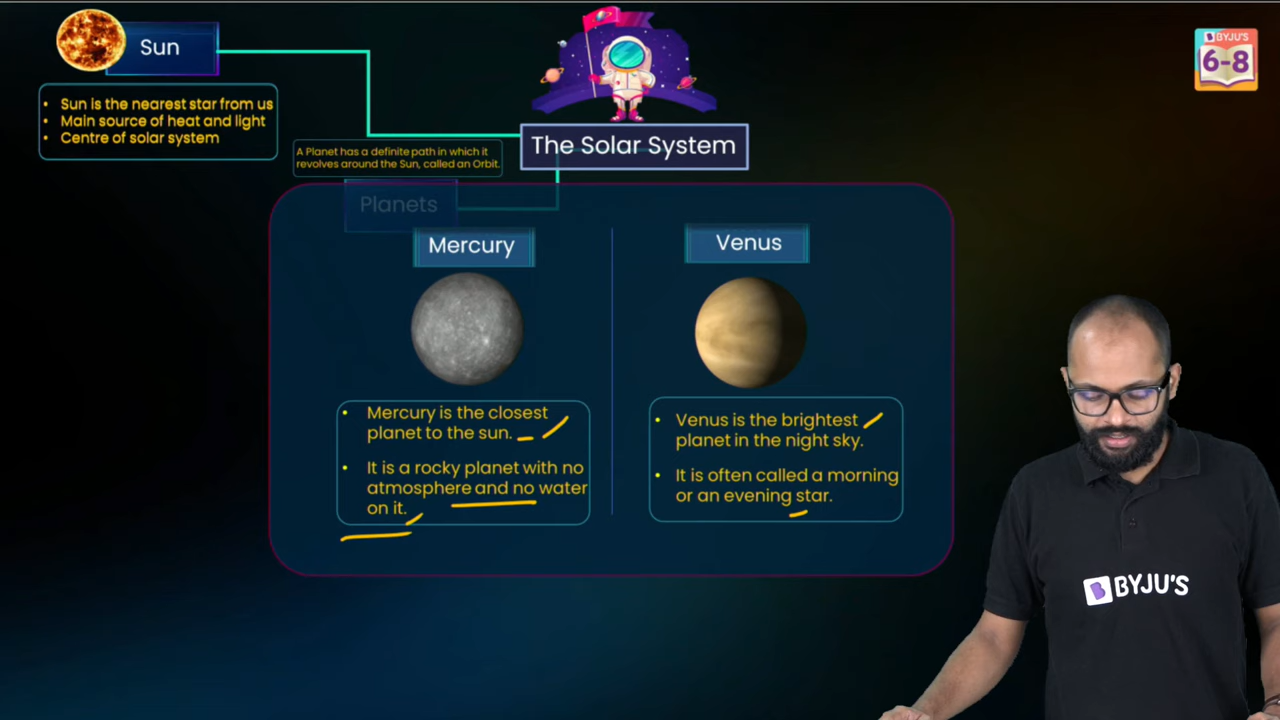 Sun
• Sun is the nearest star from us
• Main source of heat and light
• Centre of solar system
BYJU'S
6-8
The Solar System
A Planet has a definite path in which it
revolves around the Sun, called an Orbit.
Planets
Mercury
• Mercury is the closest
planet to the sun.
• It is a rocky planet with no
atmosphere and no water
on it.
Venus
• Venus is the brightest
planet in the night sky.
• It is often called a morning
or an evening star.
BYJU'S